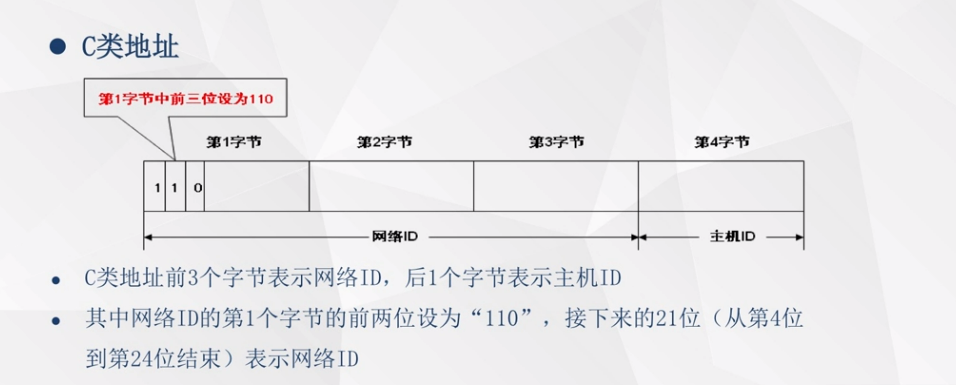 C类地址
第1字节中前三位设为110
第1字节 第2字节 第3字节 第4字节
1 1 0
网络ID 主机ID
C类地址前3个字节表示网络ID，后1个字节表示主机ID
其中网络ID的第1个字节的前两位设为“110”，接下来的21位（从第4位
到第24位结束）表示网络ID